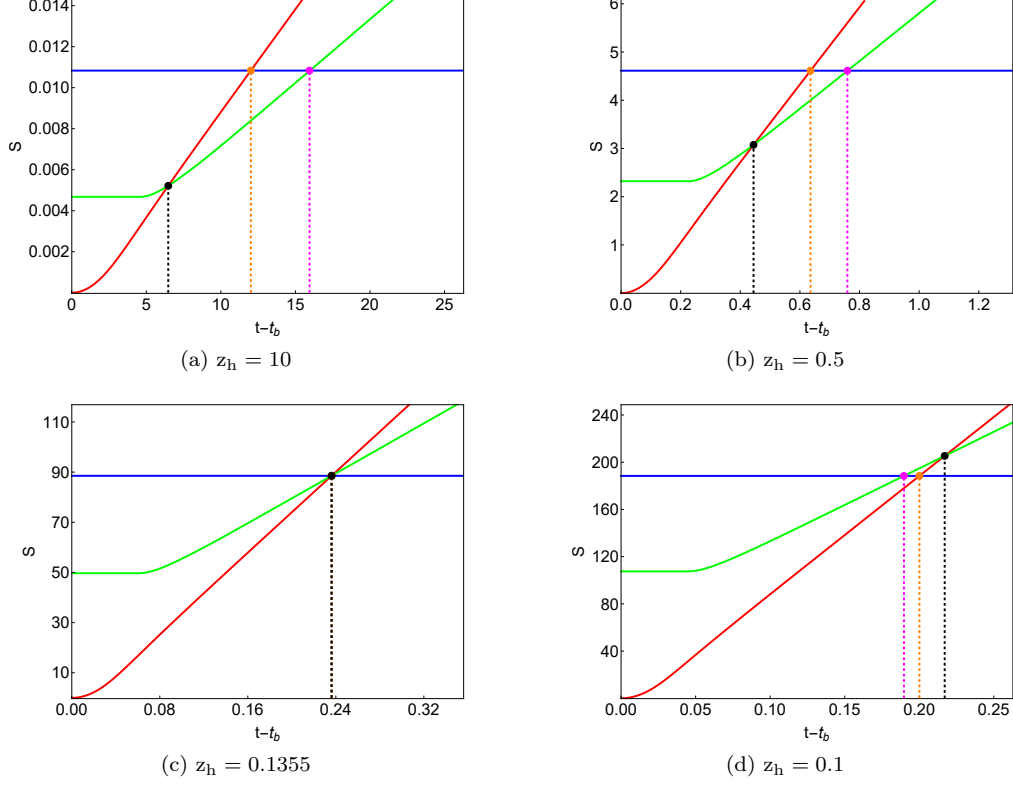 0.014
0.012
0.010
0.008
0.006
0.004
0.002
S
0 5 10 15 20 25
t−t_b
(a) z_h = 10
6
5
4
3
2
1
S
0.0 0.2 0.4 0.6 0.8 1.0 1.2
t−t_b
(b) z_h = 0.5
110
90
70
50
30
10
S
0.00 0.08 0.16 0.24 0.32
t−t_b
(c) z_h = 0.1355
240
200
160
120
80
40
S
0.00 0.05 0.10 0.15 0.20 0.25
t−t_b
(d) z_h = 0.1